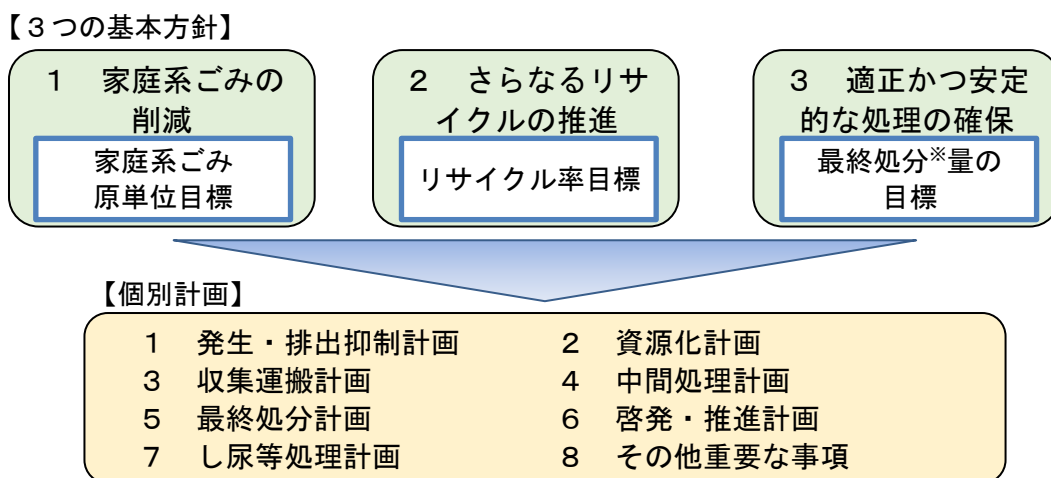 【３つの基本方針】
１　家庭系ごみの
削減
家庭系ごみ
原単位目標
２　さらなるリサ
イクルの推進
リサイクル率目標
３　適正かつ安定
的な処理の確保
最終処分※量の
目標
【個別計画】
１　発生・排出抑制計画
２　資源化計画
３　収集運搬計画
４　中間処理計画
５　最終処分計画
６　啓発・推進計画
７　し尿等処理計画
８　その他重要な事項